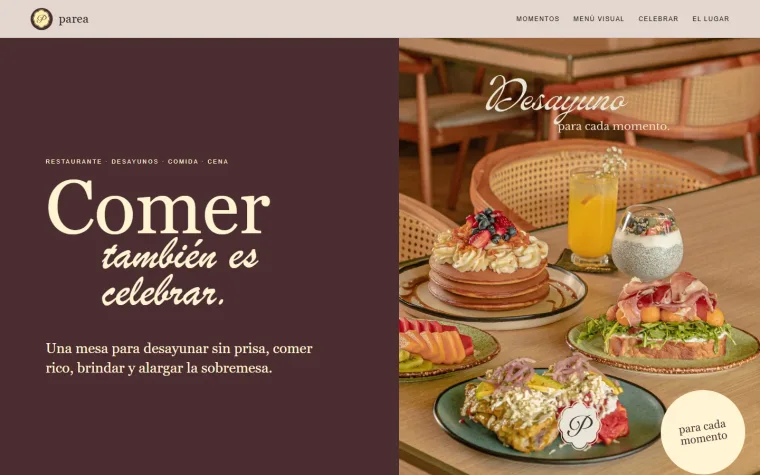 P parea
MOMENTOS MENÚ VISUAL CELEBRAR EL LUGAR
RESTAURANTE · DESAYUNOS · COMIDA · CENA
Comer
también es
celebrar.
Una mesa para desayunar sin prisa, comer
rico, brindar y alargar la sobremesa.
Desayuno
para cada momento.
P
para cada
momento